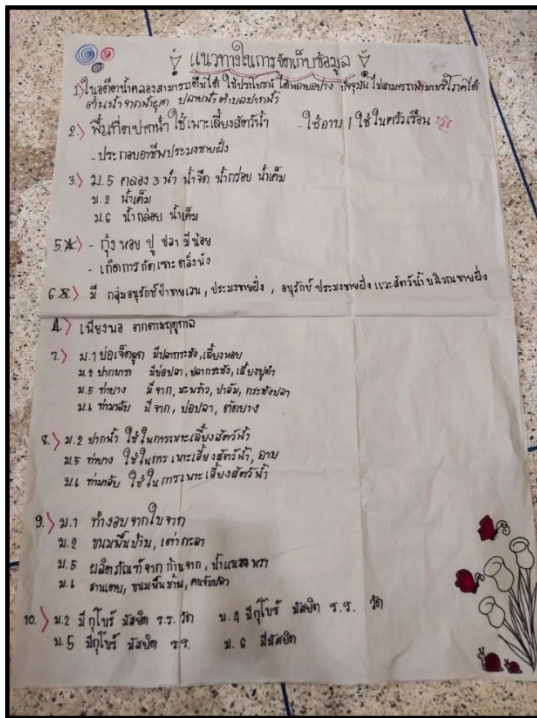 แนวทางในการจัดเก็บข้อมูล
1.) ในอดีตน้ำคลองสามารถดื่มได้ ใช้ประโยชน์ได้หลายอย่าง ปัจจุบันไม่สามารถนำมาบริโภคได้
ปลายน้ำตำบลปากน้ำ
2.) พื้นที่ต.ปากน้ำ ใช้เพาะเลี้ยงสัตว์น้ำ - ใช้อาบ / ใช้ในครัวเรือน
- ประกอบอาชีพประมงชายฝั่ง
3.) ม.5 คลอง 3 น้ำ น้ำจืด น้ำกร่อย น้ำเค็ม
ม.2 น้ำเค็ม
ม.6 น้ำกล่อย น้ำเค็ม
5.) - กุ้ง หอย ปู ปลา มีน้อย
- เกิดการกัดเซาะตลิ่งพัง
6.) มี กลุ่มอนุรักษ์ป่าชายเลน, ประมงชายฝั่ง, อนุรักษ์ประมงชายฝั่ง และสัตว์น้ำบริเวณชายฝั่ง
4.) เพียงพอ ตกตามฤดูกาล
7.) ม.1 บ่อเจ็ดลูก มีปลากระชัง, เลี้ยงหอย
ม.2 ปากบารา มีบ่อปลา, ปลากระชัง, เลี้ยงปูดำ
ม.5 ท่ายาง มีจาก, มะพร้าว, ปาล์ม, กระชังปลา
ม.6 ท่ามาลัย มีจาก, บ่อปลา, ตัดยาง
8.) ม.2 ปากน้ำ ใช้ในการเพาะเลี้ยงสัตว์น้ำ
ม.5 ท่ายาง ใช้ในการเพาะเลี้ยงสัตว์น้ำ, อาบ
ม.6 ท่ามาลัย ใช้ในการเพาะเลี้ยงสัตว์น้ำ
9.) ม.1 ทำงอบจากใบจาก
ม.2 ขนมพื้นบ้าน,
ม.5 ผลิตภัณฑ์จากก้านจาก,
ม.6 สานเตย, ขนมพื้นบ้าน,
10.) ม.2 มีกุโบร์ มัสยิด ร.ร. วัด ม.4 มีกุโบร์ มัสยิด ร.ร. วัด
ม.5 มีกุโบร์ มัสยิด ร.ร. ม.6 มีมัสยิด